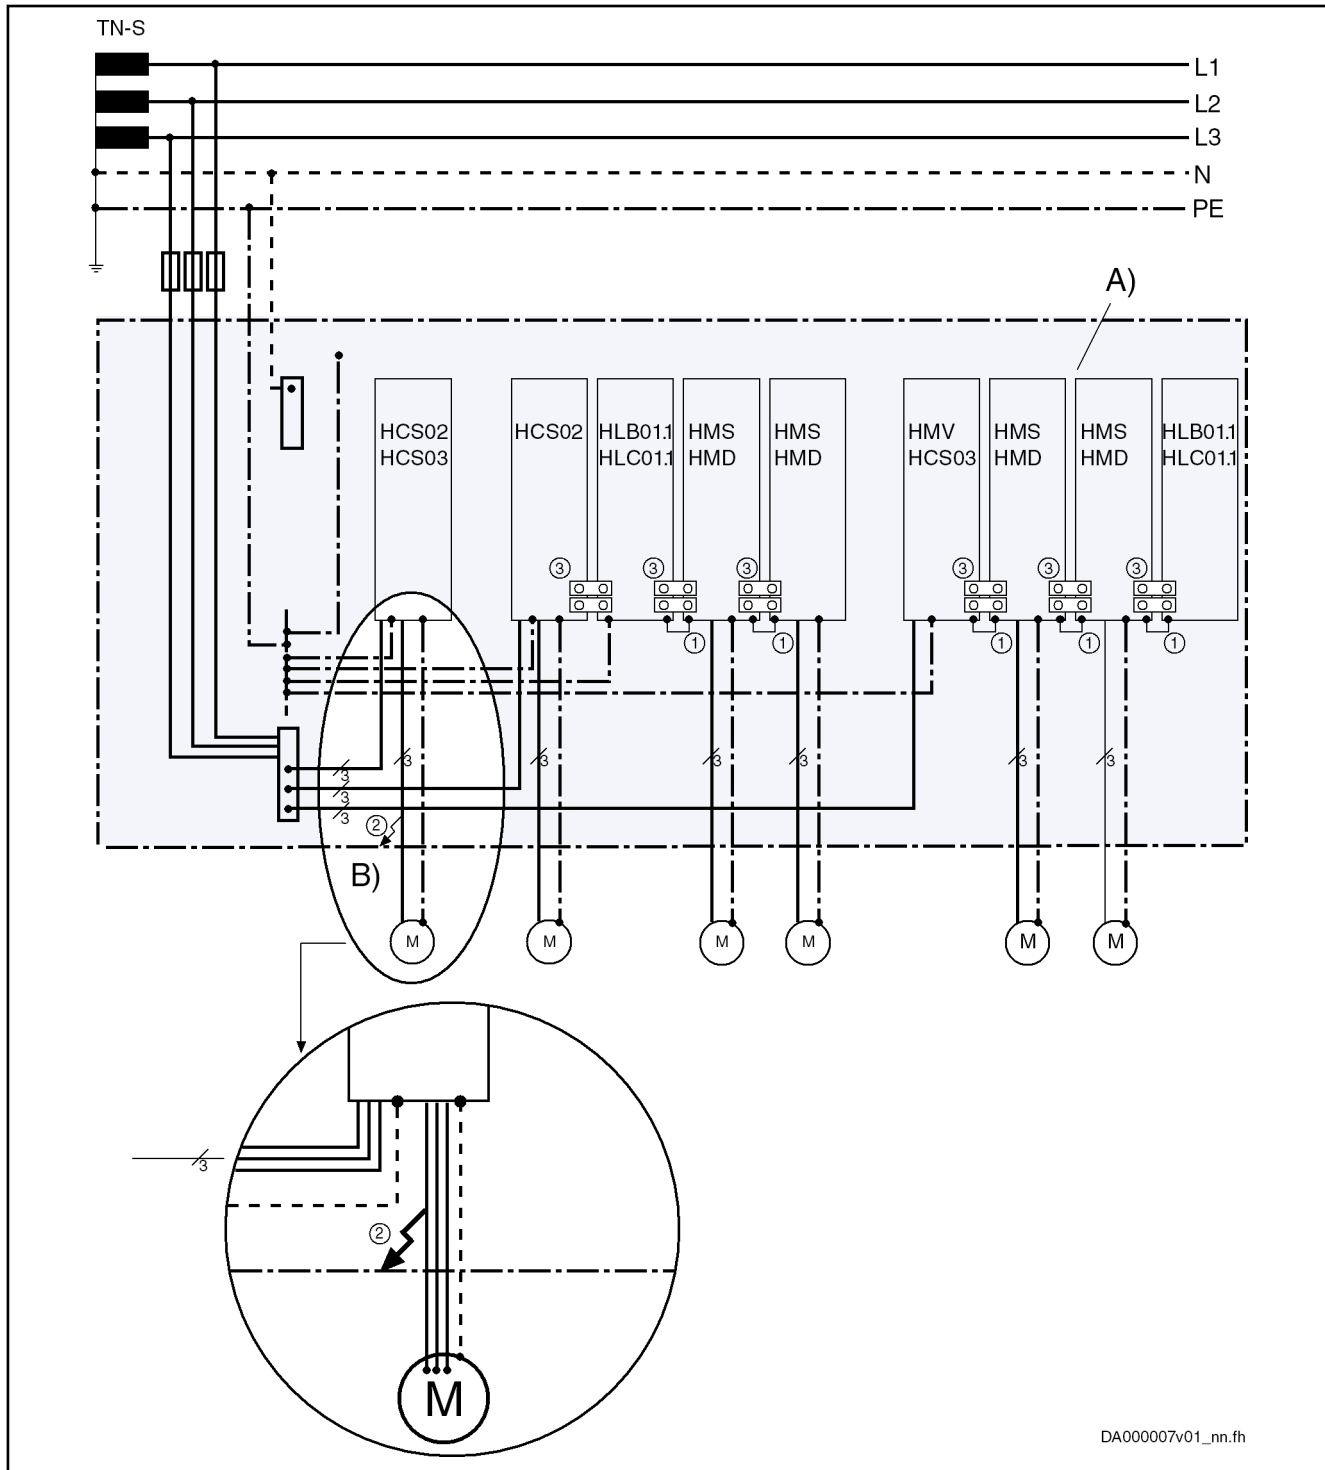 TN-S
L1
L2
L3
N
PE
A)
HCS02
HCS03
HCS02
HLB01.1
HLC01.1
HMS
HMD
HMS
HMD
HMV
HCS03
HMS
HMD
HMS
HMD
HLB01.1
HLC01.1
3
3
3
3
3
3
1
1
1
1
1
3
3
3
3
3
3
3
3
3
2
B)
M
M
M
M
M
M
3
2
M
DA000007v01_nn.fh